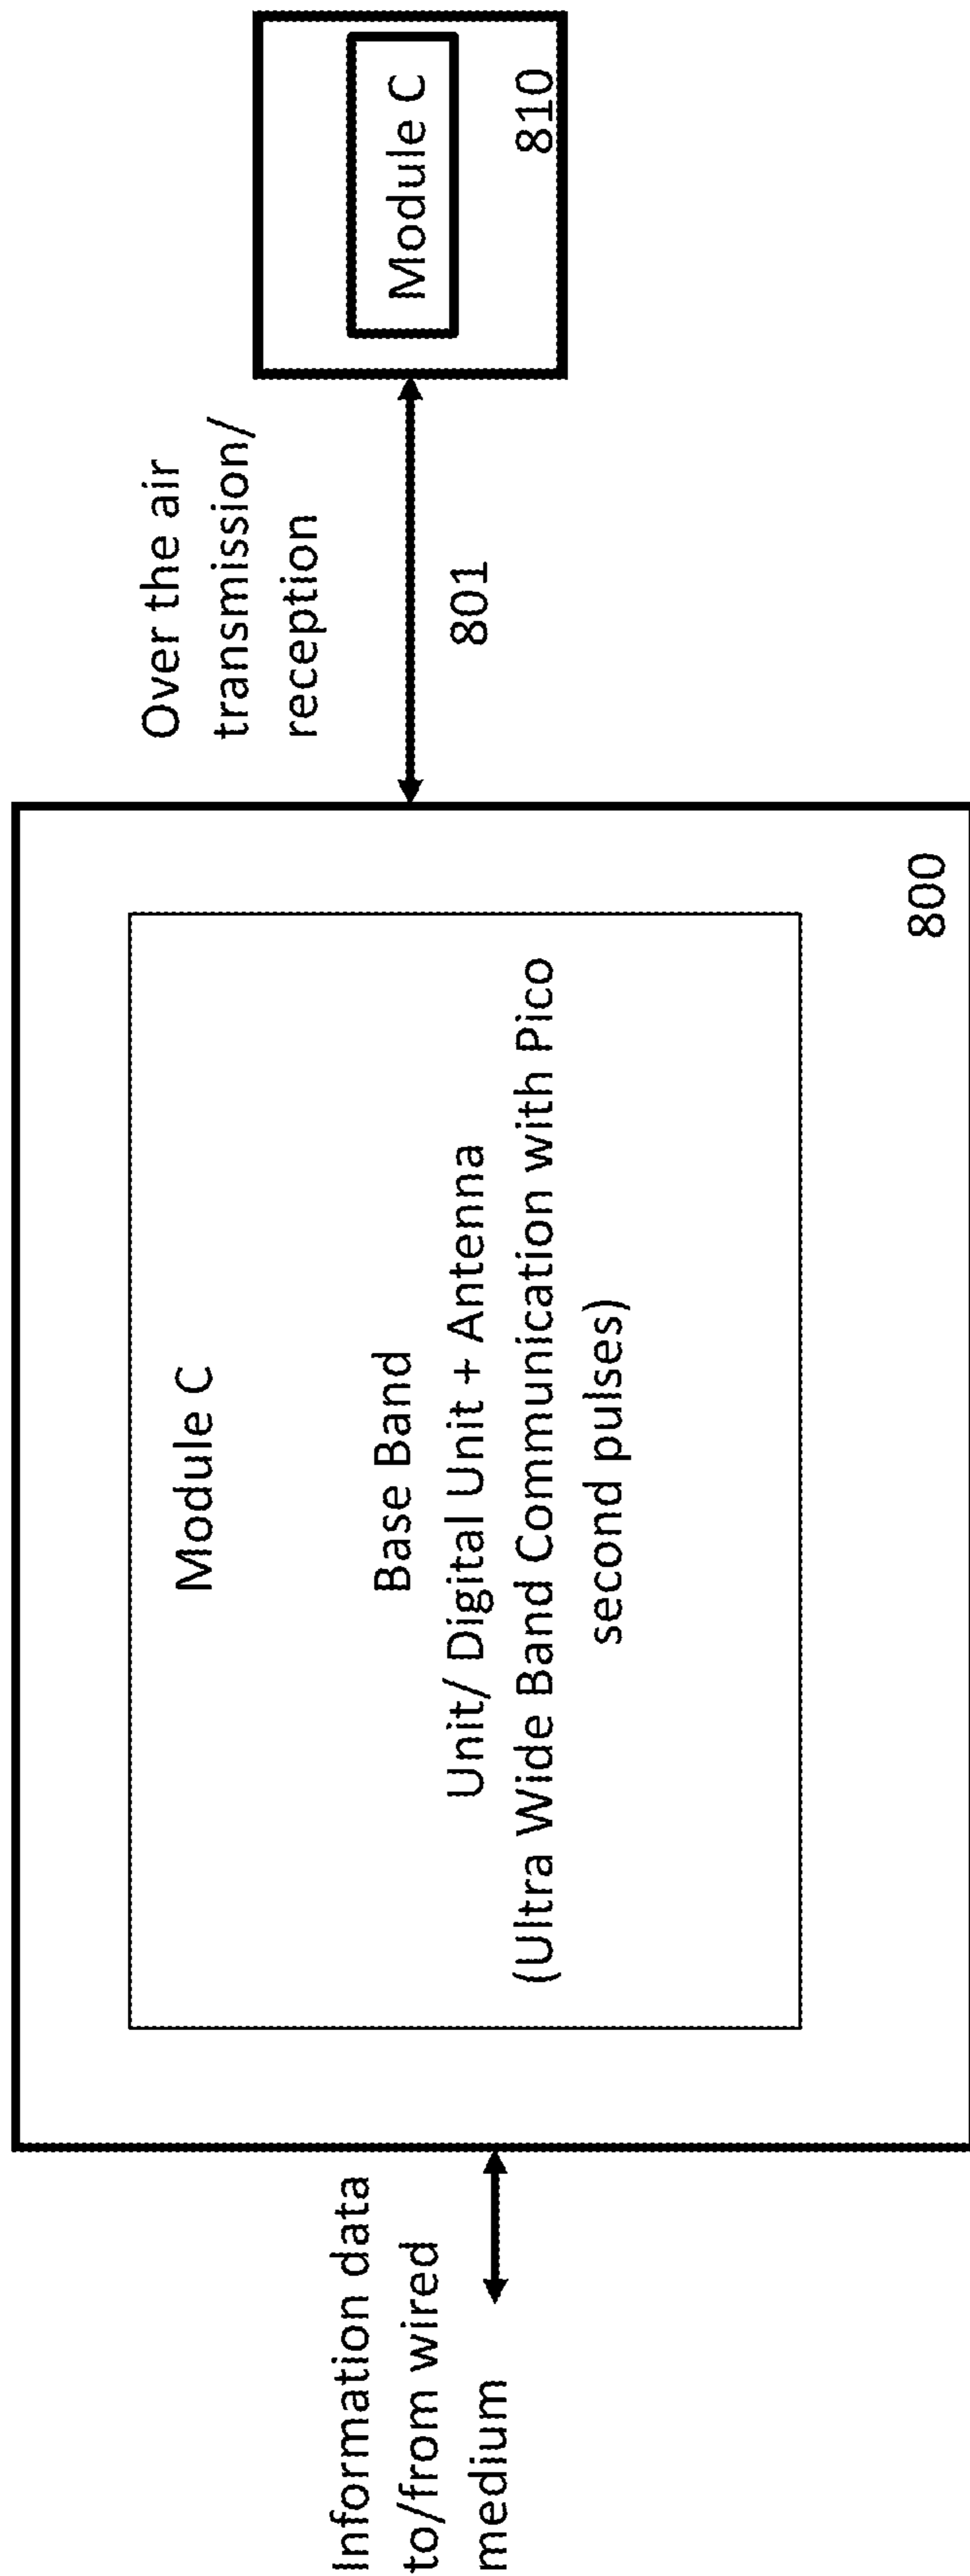 Information data
to/from wired
medium
Module C
Base Band
Unit/ Digital Unit + Antenna
(Ultra Wide Band Communication with Pico
second pulses)
800
Over the air
transmission/
reception
801
Module C
810